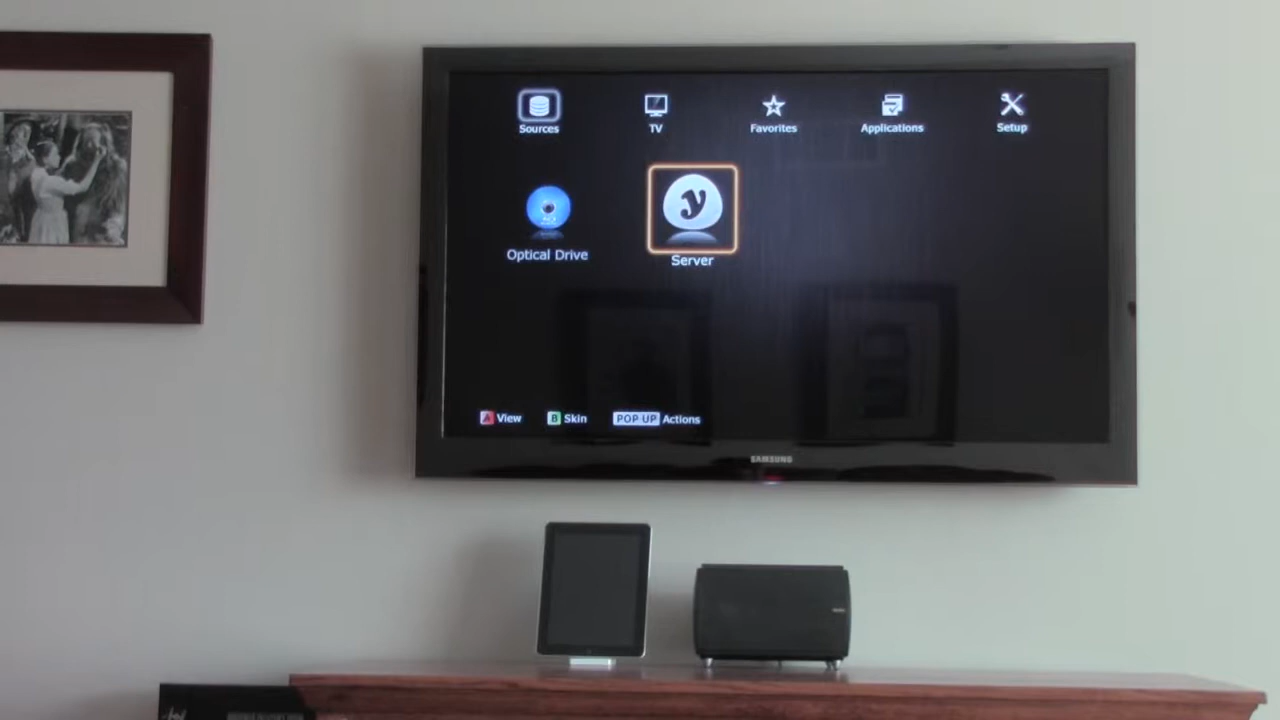 Sources TV Favorites Applications Setup
y
Optical Drive Server
A View B Skin POP UP Actions
SAMSUNG